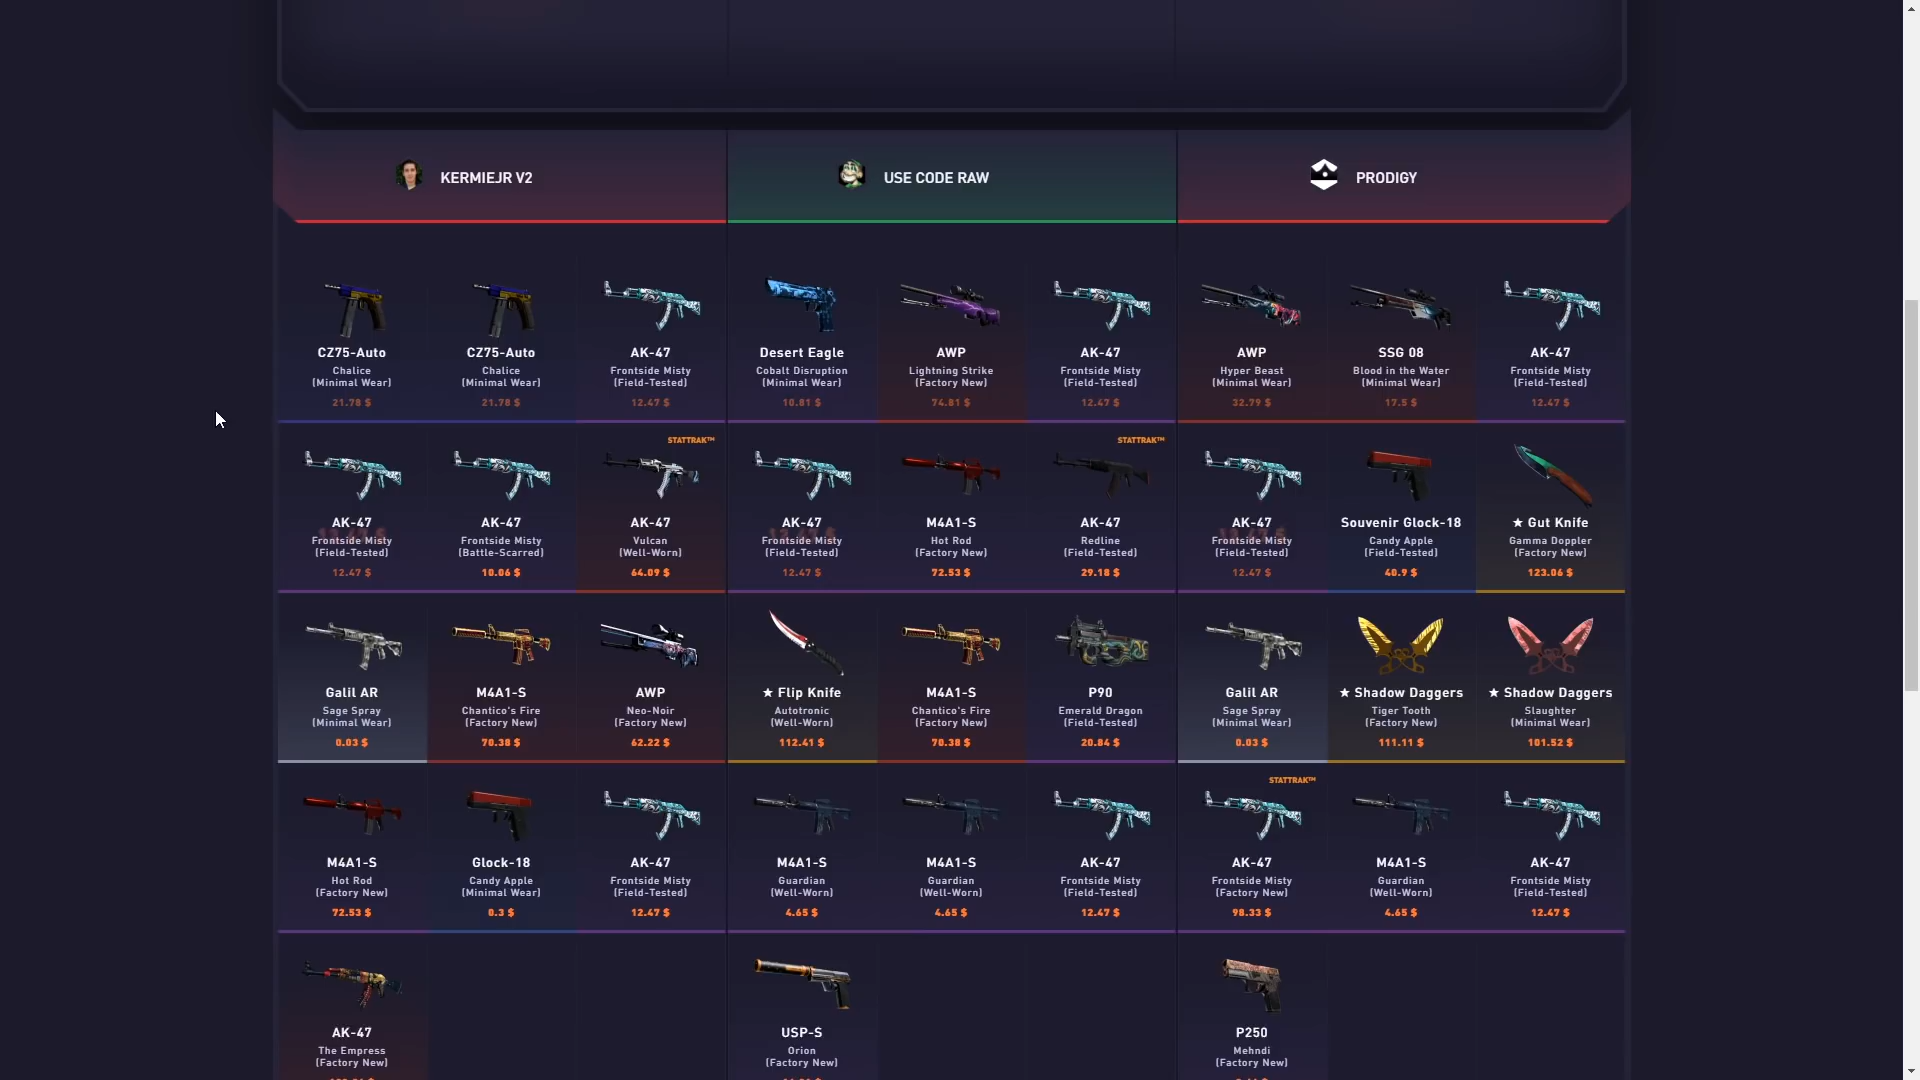 KERMIEJR V2
USE CODE RAW
PRODIGY
CZ75-Auto
Chalice
(Minimal Wear)
21.78 $
CZ75-Auto
Chalice
(Minimal Wear)
21.78 $
AK-47
Frontside Misty
(Field-Tested)
12.47 $
Desert Eagle
Cobalt Disruption
(Minimal Wear)
10.81 $
AWP
Lightning Strike
(Factory New)
74.81 $
AK-47
Frontside Misty
(Field-Tested)
12.47 $
AWP
Hyper Beast
(Minimal Wear)
32.79 $
SSG 08
Blood in the Water
(Minimal Wear)
17.5 $
AK-47
Frontside Misty
(Field-Tested)
12.47 $
AK-47
Frontside Misty
(Field-Tested)
12.47 $
AK-47
Frontside Misty
(Battle-Scarred)
10.06 $
STATTRAK™
AK-47
Vulcan
(Well-Worn)
64.09 $
AK-47
Frontside Misty
(Field-Tested)
12.47 $
M4A1-S
Hot Rod
(Factory New)
72.53 $
STATTRAK™
AK-47
Redline
(Field-Tested)
29.18 $
AK-47
Frontside Misty
(Field-Tested)
12.47 $
Souvenir Glock-18
Candy Apple
(Field-Tested)
40.9 $
★ Gut Knife
Gamma Doppler
(Factory New)
123.06 $
Galil AR
Sage Spray
(Minimal Wear)
0.03 $
M4A1-S
Chantico's Fire
(Factory New)
70.38 $
AWP
Neo-Noir
(Factory New)
62.22 $
★ Flip Knife
Autotronic
(Well-Worn)
112.41 $
M4A1-S
Chantico's Fire
(Factory New)
70.38 $
P90
Emerald Dragon
(Field-Tested)
20.84 $
Galil AR
Sage Spray
(Minimal Wear)
0.03 $
★ Shadow Daggers
Tiger Tooth
(Factory New)
111.11 $
★ Shadow Daggers
Slaughter
(Minimal Wear)
101.52 $
M4A1-S
Hot Rod
(Factory New)
72.53 $
Glock-18
Candy Apple
(Minimal Wear)
0.3 $
AK-47
Frontside Misty
(Field-Tested)
12.47 $
M4A1-S
Guardian
(Well-Worn)
4.65 $
M4A1-S
Guardian
(Well-Worn)
4.65 $
AK-47
Frontside Misty
(Field-Tested)
12.47 $
STATTRAK™
AK-47
Frontside Misty
(Factory New)
98.33 $
M4A1-S
Guardian
(Well-Worn)
4.65 $
AK-47
Frontside Misty
(Field-Tested)
12.47 $
AK-47
The Empress
(Factory New)
USP-S
Orion
(Factory New)
P250
Mehndi
(Factory New)